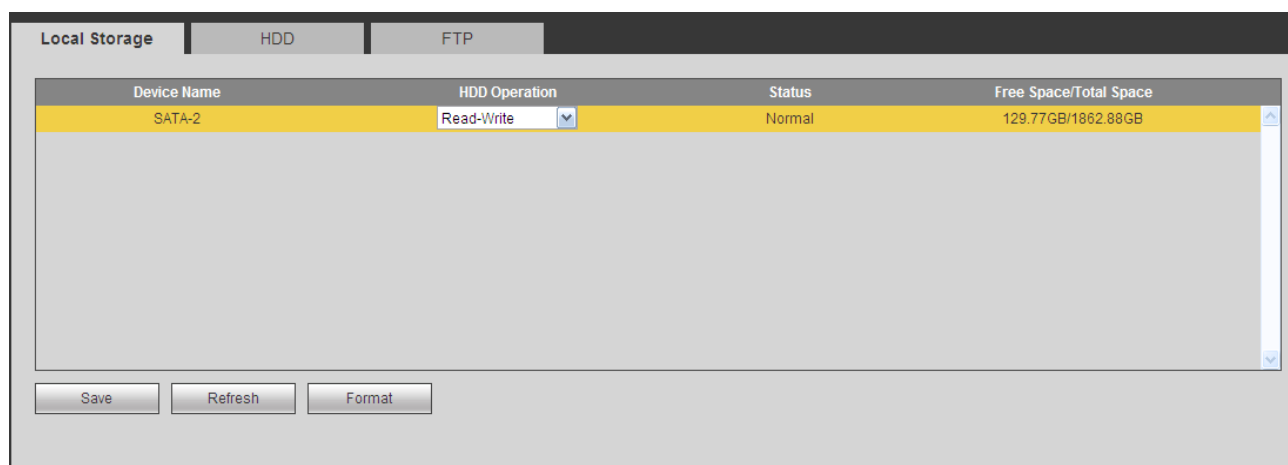 Local Storage HDD FTP
Device Name HDD Operation Status Free Space/Total Space
SATA-2 Read-Write Normal 129.77GB/1862.88GB
Save Refresh Format